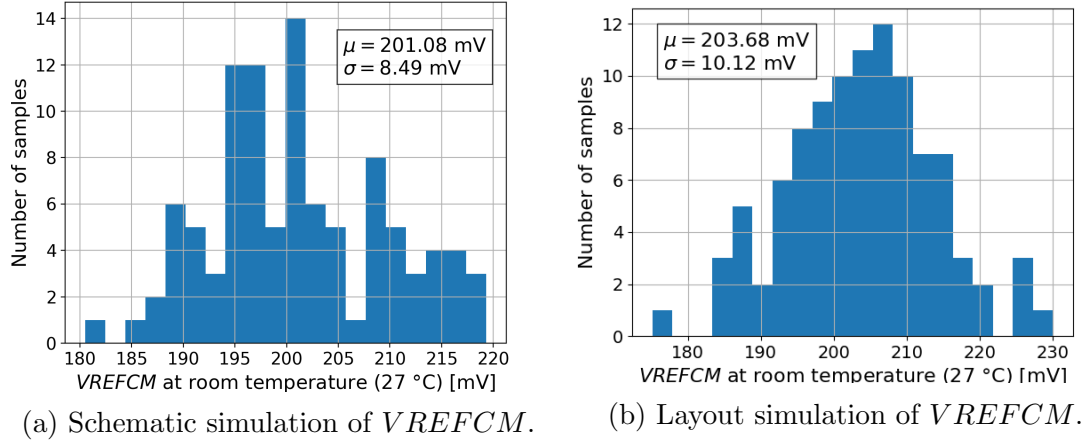 14
12
10
8
6
4
2
0
Number of samples
μ = 201.08 mV
σ = 8.49 mV
180 185 190 195 200 205 210 215 220
VREFCM at room temperature (27 °C) [mV]
(a) Schematic simulation of VREFCM.
12
10
8
6
4
2
0
Number of samples
μ = 203.68 mV
σ = 10.12 mV
180 190 200 210 220 230
VREFCM at room temperature (27 °C) [mV]
(b) Layout simulation of VREFCM.